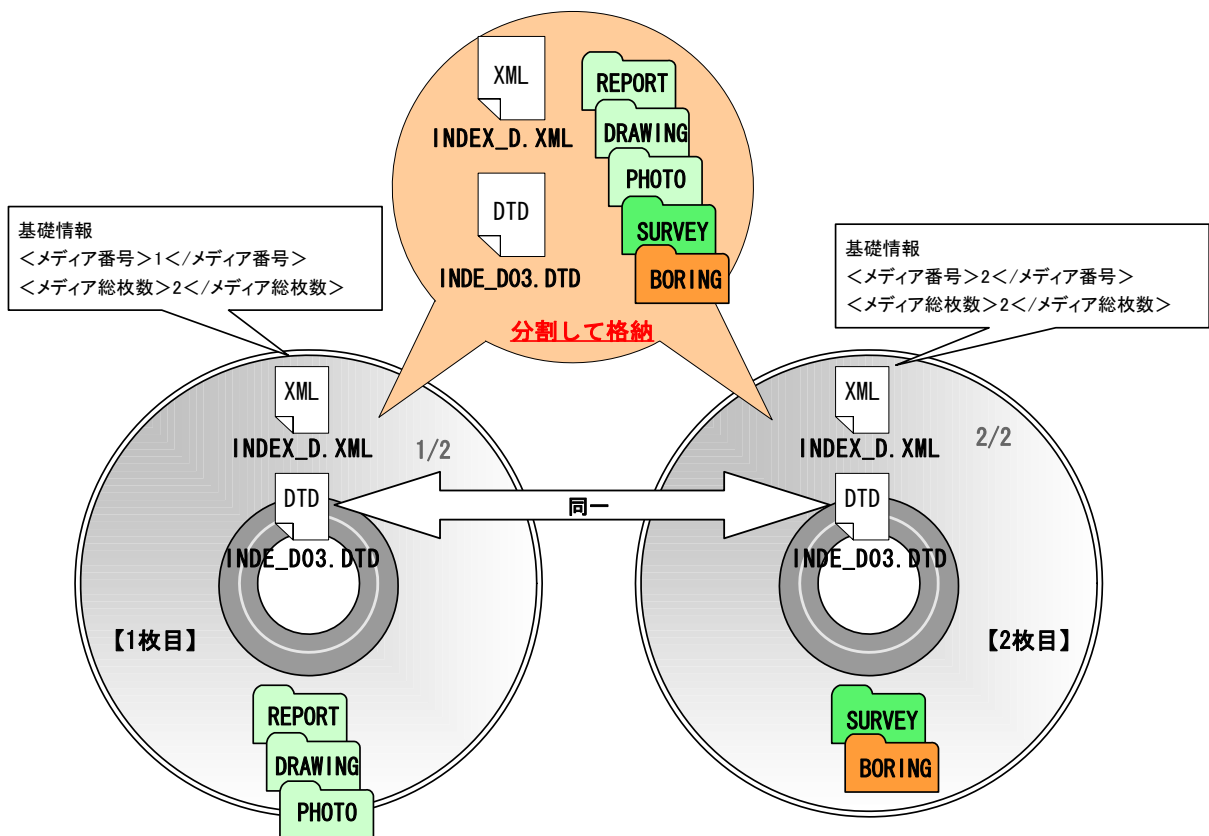 XML
INDEX_D.XML
DTD
INDE_D03.DTD
REPORT
DRAWING
PHOTO
SURVEY
BORING
分割して格納
基礎情報
<メディア番号>1</メディア番号>
<メディア総枚数>2</メディア総枚数>
基礎情報
<メディア番号>2</メディア番号>
<メディア総枚数>2</メディア総枚数>
XML
INDEX_D.XML
1/2
DTD
INDE_D03.DTD
【1枚目】
REPORT
DRAWING
PHOTO
同一
XML
INDEX_D.XML
2/2
DTD
INDE_D03.DTD
【2枚目】
SURVEY
BORING